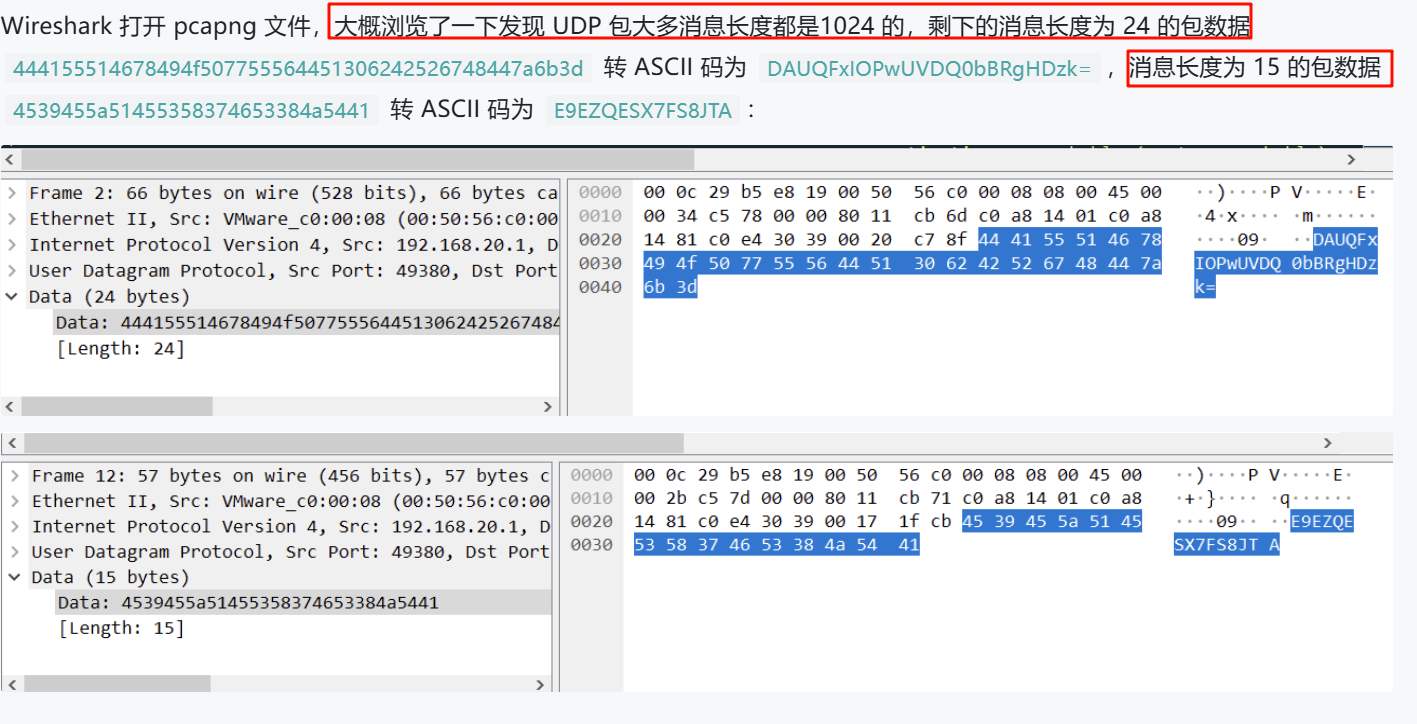 Wireshark 打开 pcapng 文件，大概浏览了一下发现 UDP 包大多消息长度都是1024 的，剩下的消息长度为 24 的包数据
444155514678494f507755564451306242526748447a6b3d 转 ASCII 码为 DAUQFxIOPwUVDQ0bBRgHDzk= ，消息长度为 15 的包数据
4539455a51455358374653384a5441 转 ASCII 码为 E9EZQESX7FS8JTA ：
Frame 2: 66 bytes on wire (528 bits), 66 bytes ca
Ethernet II, Src: VMware_c0:00:08 (00:50:56:c0:00
Internet Protocol Version 4, Src: 192.168.20.1, D
User Datagram Protocol, Src Port: 49380, Dst Port
Data (24 bytes)
Data: 444155514678494f5077555644513062425267484
[Length: 24]
0000 00 0c 29 b5 e8 19 00 50 56 c0 00 08 08 00 45 00 ··)····P V·····E·
0010 00 34 c5 78 00 00 80 11 cb 6d c0 a8 14 01 c0 a8 ·4·x···· ·m······
0020 14 81 c0 e4 30 39 00 20 c7 8f 44 41 55 51 46 78 ····09·  ··DAUQFx
0030 49 4f 50 77 55 56 44 51 30 62 42 52 67 48 44 7a IOPwUVDQ 0bBRgHDz
0040 6b 3d k=
Frame 12: 57 bytes on wire (456 bits), 57 bytes c
Ethernet II, Src: VMware_c0:00:08 (00:50:56:c0:00
Internet Protocol Version 4, Src: 192.168.20.1, D
User Datagram Protocol, Src Port: 49380, Dst Port
Data (15 bytes)
Data: 4539455a51455358374653384a5441
[Length: 15]
0000 00 0c 29 b5 e8 19 00 50 56 c0 00 08 08 00 45 00 ··)····P V·····E·
0010 00 2b c5 7d 00 00 80 11 cb 71 c0 a8 14 01 c0 a8 ·+·}···· ·q······
0020 14 81 c0 e4 30 39 00 17 1f cb 45 39 45 5a 51 45 ····09·· ··E9EZQE
0030 53 58 37 46 53 38 4a 54 41 SX7FS8JT A